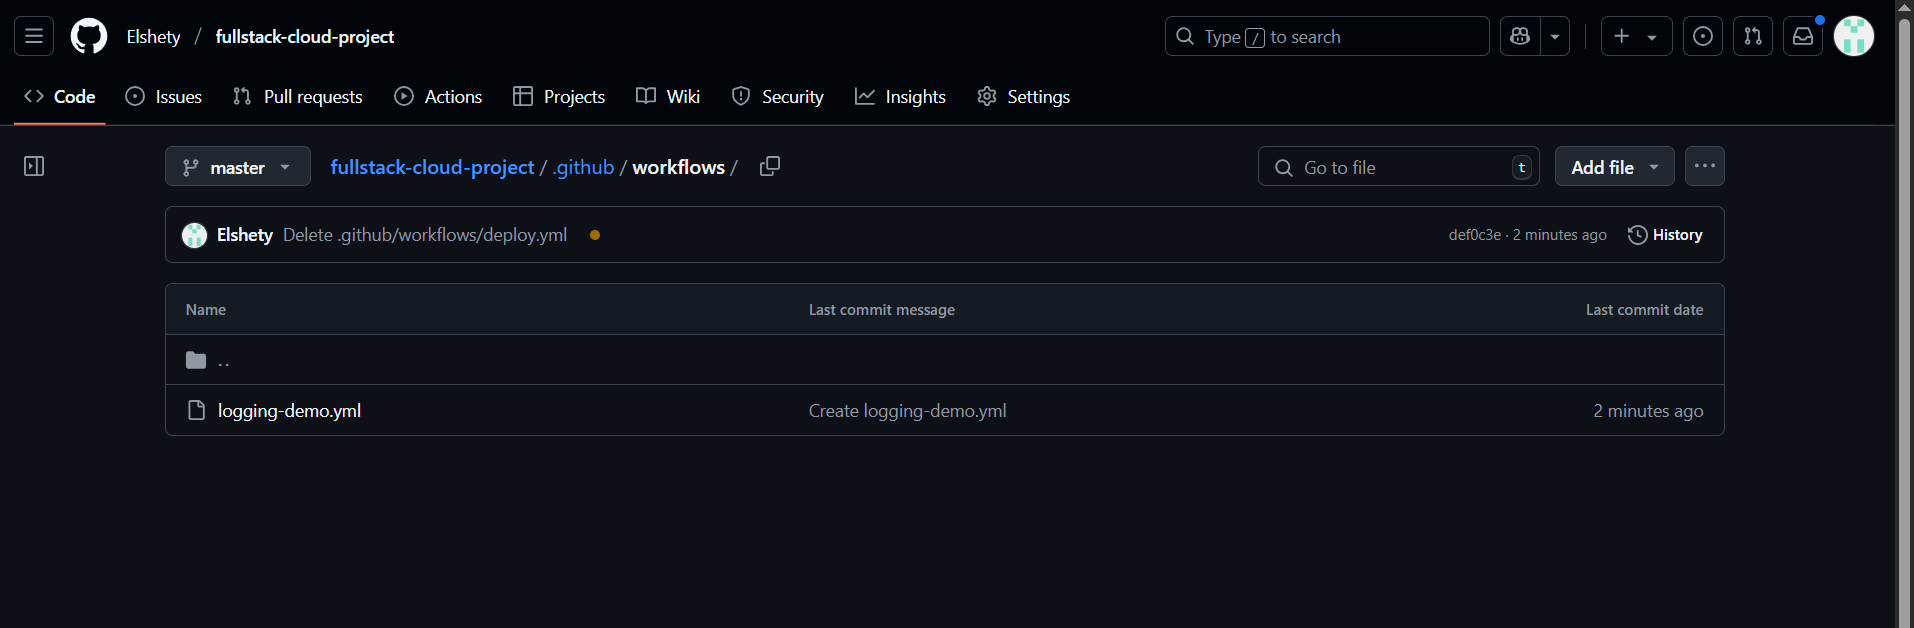 Elshety / fullstack-cloud-project Type / to search
Code Issues Pull requests Actions Projects Wiki Security Insights Settings
master fullstack-cloud-project / .github / workflows / Go to file t Add file
Elshety Delete .github/workflows/deploy.yml def0c3e · 2 minutes ago History
Name Last commit message Last commit date
..
logging-demo.yml Create logging-demo.yml 2 minutes ago